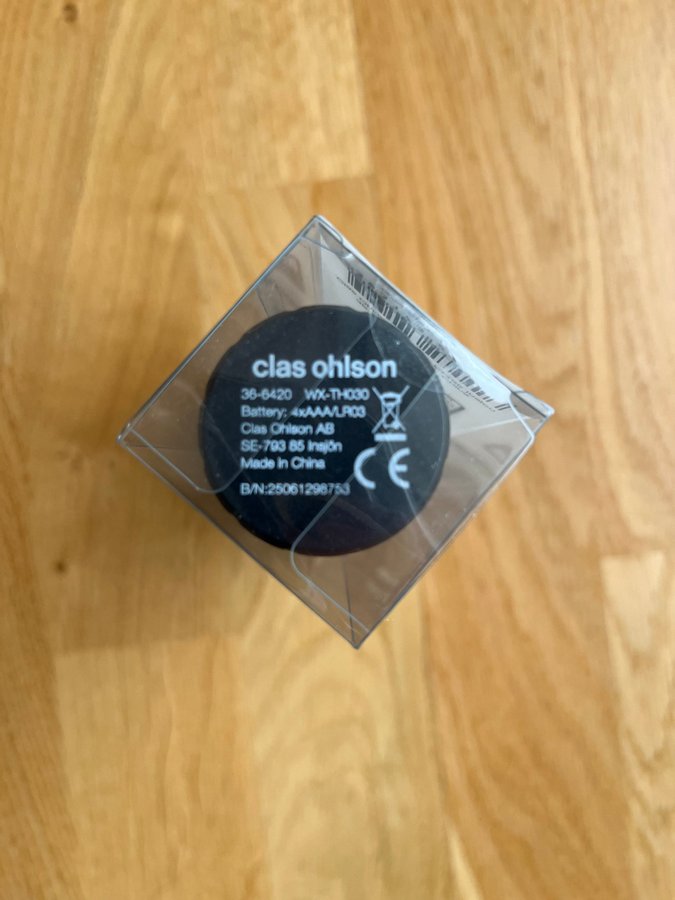 clas ohlson
36-6420 WX-TH030
Battery: 4xAAA/LR03
Clas Ohlson AB
SE-793 85 Insjön
Made in China
CE
B/N:25061298753